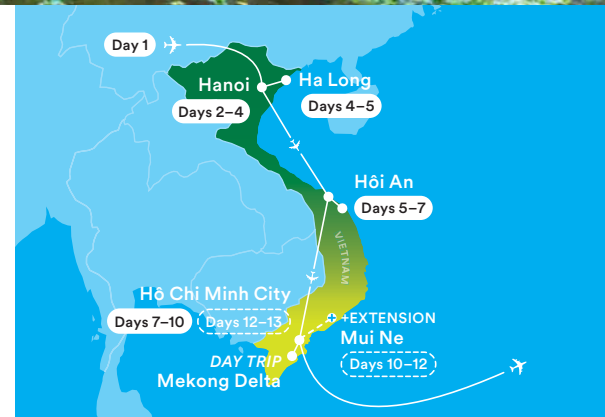 Day 1
Hanoi
Days 2–4
Ha Long
Days 4–5
Hôi An
Days 5–7
VIETNAM
Hô Chi Minh City
Days 7–10
Days 12–13
+EXTENSION
Mui Ne
Days 10–12
DAY TRIP
Mekong Delta